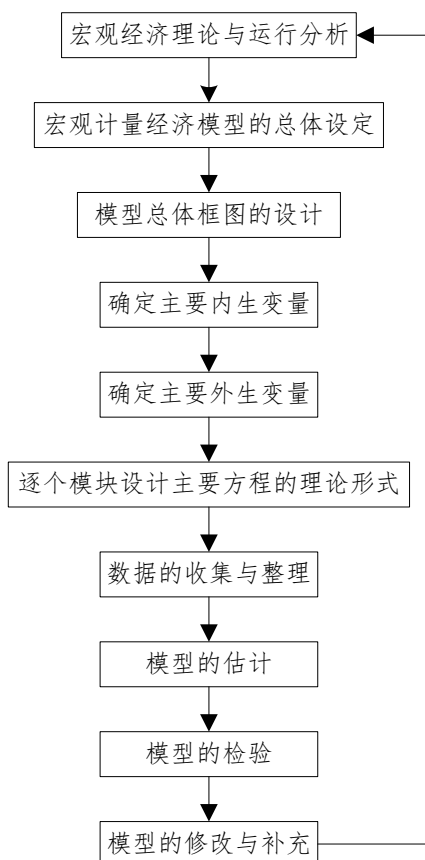 宏观经济理论与运行分析
宏观计量经济模型的总体设定
模型总体框图的设计
确定主要内生变量
确定主要外生变量
逐个模块设计主要方程的理论形式
数据的收集与整理
模型的估计
模型的检验
模型的修改与补充